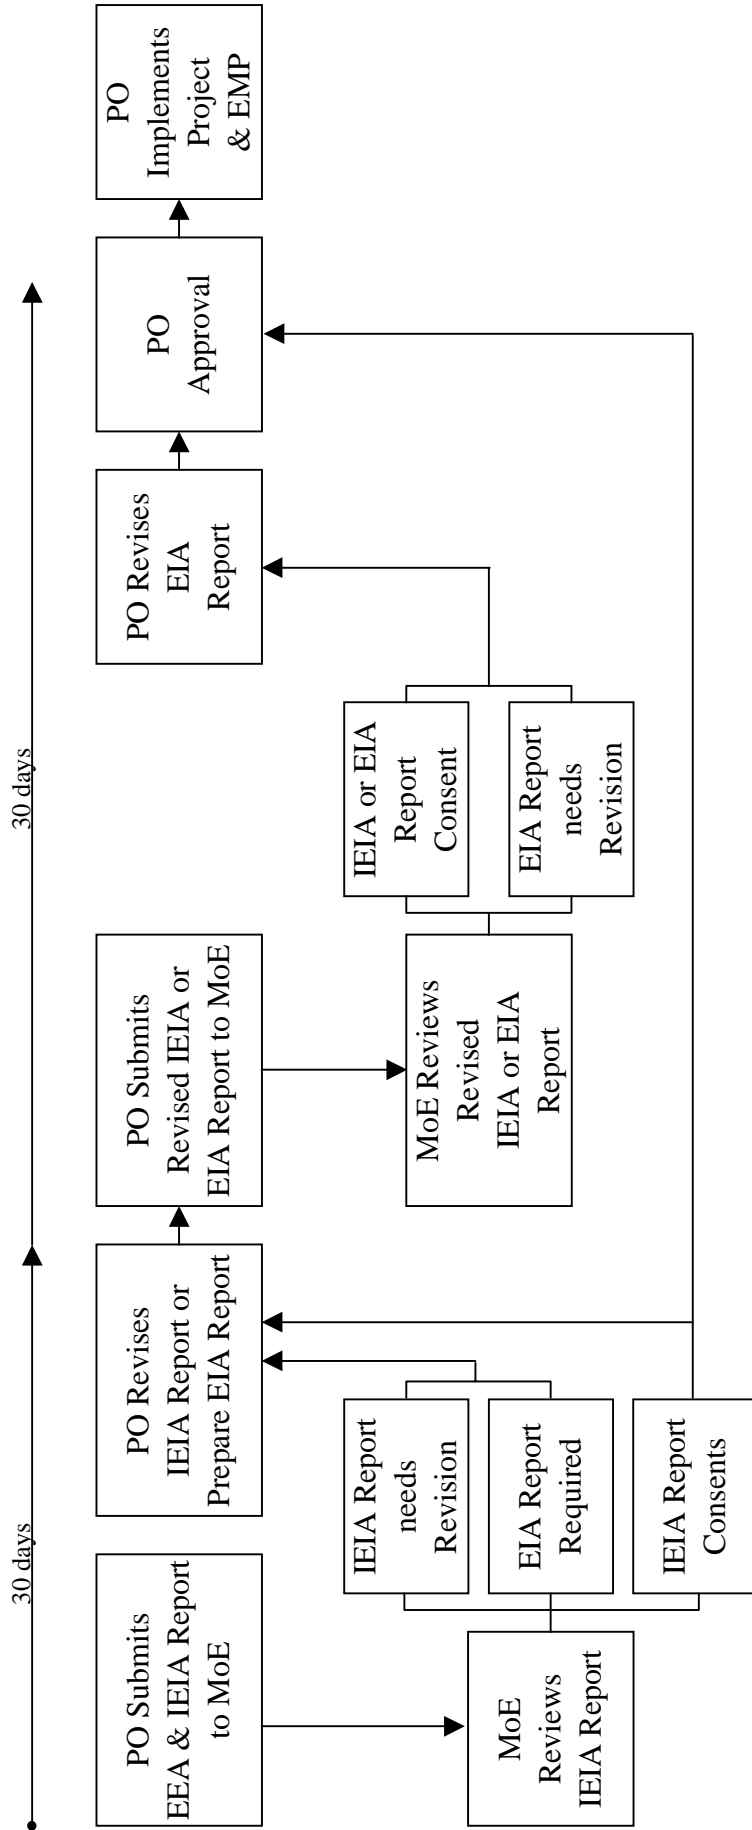 30 days
30 days
PO Submits
EEA & IEIA Report
to MoE
PO Revises
IEIA Report or
Prepare EIA Report
PO Submits
Revised IEIA or
EIA Report to MoE
PO Revises
EIA
Report
PO
Approval
PO
Implements
Project
& EMP
MoE
Reviews
IEIA Report
IEIA Report
needs
Revision
EIA Report
Required
IEIA Report
Consents
MoE Reviews
Revised
IEIA or EIA
Report
IEIA or EIA
Report
Consent
EIA Report
needs
Revision